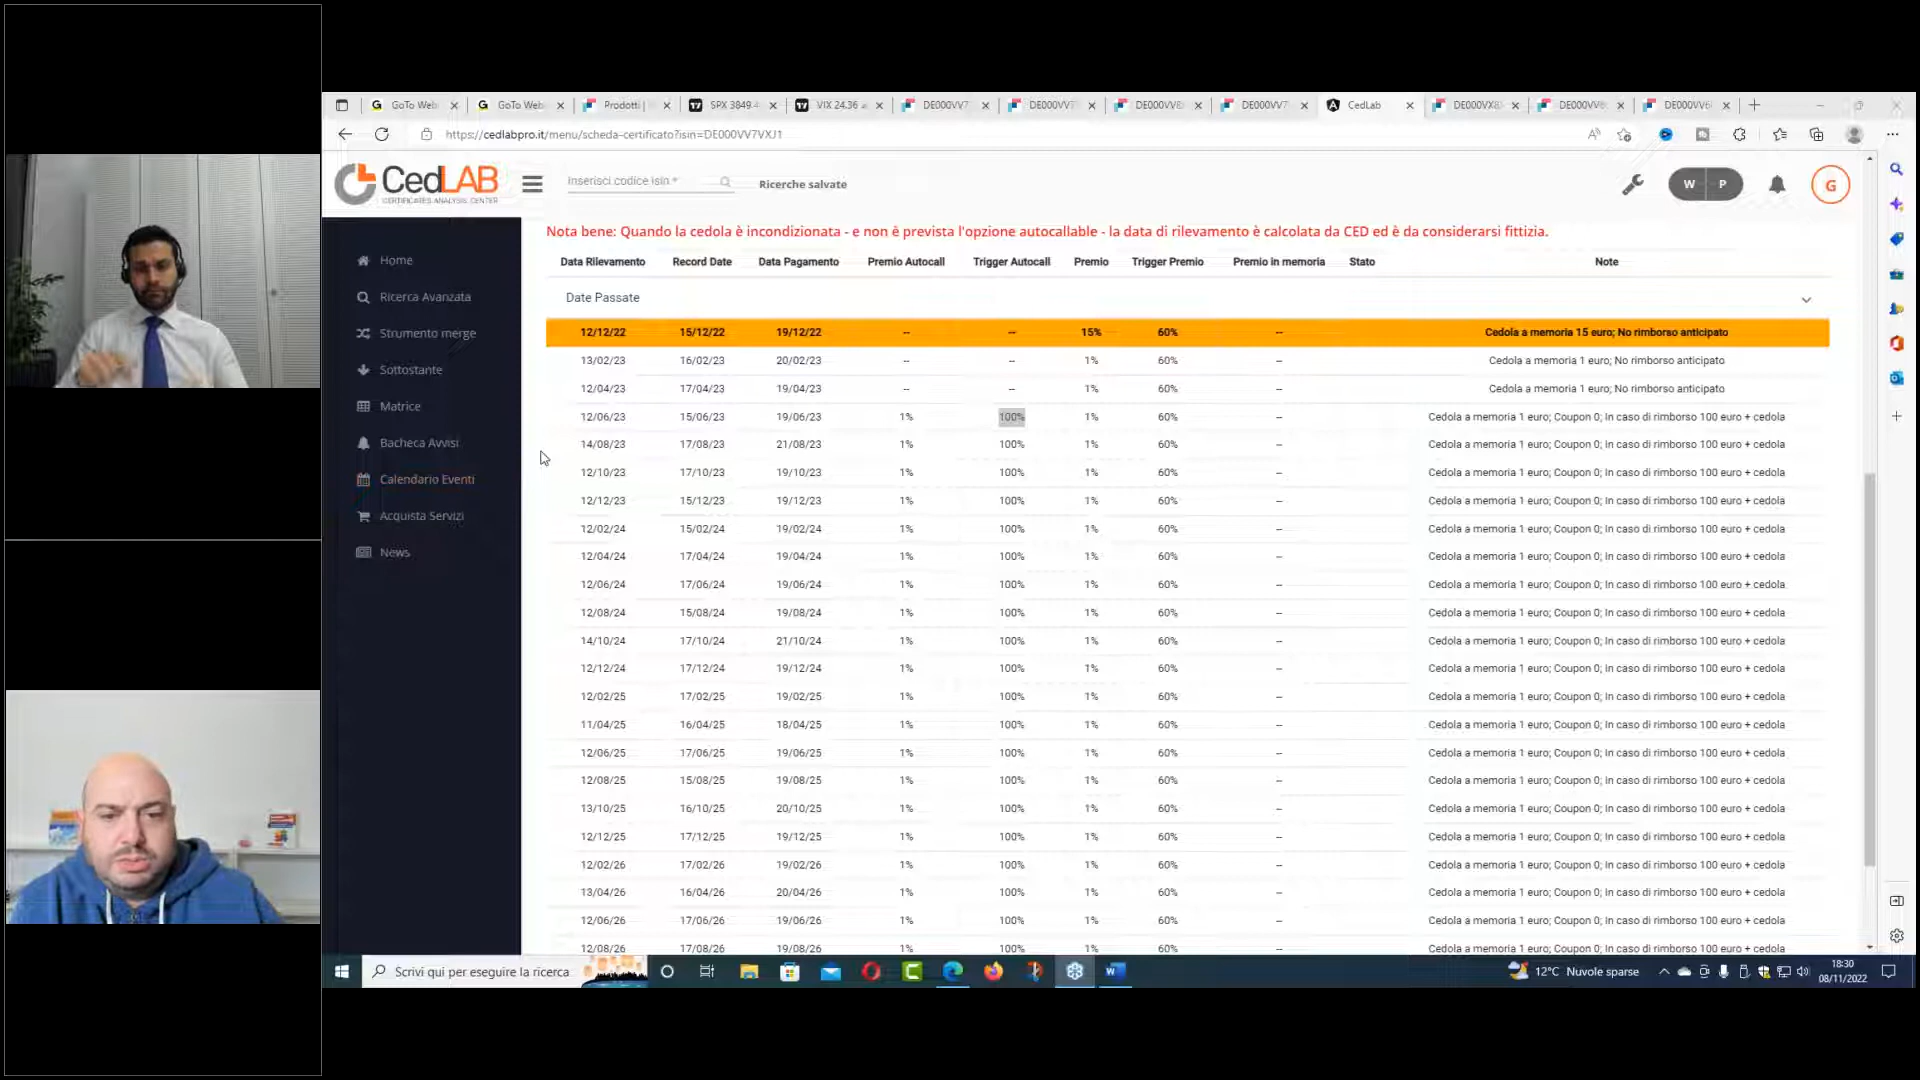 GoTo Web
GoTo Web
Prodotti |
SPX 3849.4
VIX 24.36
DE000VV7
DE000VV
DE000VV8
DE000VV7
CedLab
DE000VX8
DE000VV6
DE000VV6
https://cedlabpro.it/menu/scheda-certificato?isin=DE000VV7VXJ1
CedLAB
CERTIFICATES ANALYSIS CENTER
Inserisci codice isin *
Ricerche salvate
W P
G
Home
Ricerca Avanzata
Strumento merge
Sottostante
Matrice
Bacheca Avvisi
Calendario Eventi
Acquista Servizi
News
Nota bene: Quando la cedola è incondizionata - e non è prevista l'opzione autocallable - la data di rilevamento è calcolata da CED ed è da considerarsi fittizia.
Data Rilevamento Record Date Data Pagamento Premio Autocall Trigger Autocall Premio Trigger Premio Premio in memoria Stato Note
Date Passate
12/12/22 15/12/22 19/12/22 -- -- 15% 60% -- Cedola a memoria 15 euro; No rimborso anticipato
13/02/23 16/02/23 20/02/23 -- -- 1% 60% -- Cedola a memoria 1 euro; No rimborso anticipato
12/04/23 17/04/23 19/04/23 -- -- 1% 60% -- Cedola a memoria 1 euro; No rimborso anticipato
12/06/23 15/06/23 19/06/23 1% 100% 1% 60% -- Cedola a memoria 1 euro; Coupon 0; In caso di rimborso 100 euro + cedola
14/08/23 17/08/23 21/08/23 1% 100% 1% 60% -- Cedola a memoria 1 euro; Coupon 0; In caso di rimborso 100 euro + cedola
12/10/23 17/10/23 19/10/23 1% 100% 1% 60% -- Cedola a memoria 1 euro; Coupon 0; In caso di rimborso 100 euro + cedola
12/12/23 15/12/23 19/12/23 1% 100% 1% 60% -- Cedola a memoria 1 euro; Coupon 0; In caso di rimborso 100 euro + cedola
12/02/24 15/02/24 19/02/24 1% 100% 1% 60% -- Cedola a memoria 1 euro; Coupon 0; In caso di rimborso 100 euro + cedola
12/04/24 17/04/24 19/04/24 1% 100% 1% 60% -- Cedola a memoria 1 euro; Coupon 0; In caso di rimborso 100 euro + cedola
12/06/24 17/06/24 19/06/24 1% 100% 1% 60% -- Cedola a memoria 1 euro; Coupon 0; In caso di rimborso 100 euro + cedola
12/08/24 15/08/24 19/08/24 1% 100% 1% 60% -- Cedola a memoria 1 euro; Coupon 0; In caso di rimborso 100 euro + cedola
14/10/24 17/10/24 21/10/24 1% 100% 1% 60% -- Cedola a memoria 1 euro; Coupon 0; In caso di rimborso 100 euro + cedola
12/12/24 17/12/24 19/12/24 1% 100% 1% 60% -- Cedola a memoria 1 euro; Coupon 0; In caso di rimborso 100 euro + cedola
12/02/25 17/02/25 19/02/25 1% 100% 1% 60% -- Cedola a memoria 1 euro; Coupon 0; In caso di rimborso 100 euro + cedola
11/04/25 16/04/25 18/04/25 1% 100% 1% 60% -- Cedola a memoria 1 euro; Coupon 0; In caso di rimborso 100 euro + cedola
12/06/25 17/06/25 19/06/25 1% 100% 1% 60% -- Cedola a memoria 1 euro; Coupon 0; In caso di rimborso 100 euro + cedola
12/08/25 15/08/25 19/08/25 1% 100% 1% 60% -- Cedola a memoria 1 euro; Coupon 0; In caso di rimborso 100 euro + cedola
13/10/25 16/10/25 20/10/25 1% 100% 1% 60% -- Cedola a memoria 1 euro; Coupon 0; In caso di rimborso 100 euro + cedola
12/12/25 17/12/25 19/12/25 1% 100% 1% 60% -- Cedola a memoria 1 euro; Coupon 0; In caso di rimborso 100 euro + cedola
12/02/26 17/02/26 19/02/26 1% 100% 1% 60% -- Cedola a memoria 1 euro; Coupon 0; In caso di rimborso 100 euro + cedola
13/04/26 16/04/26 20/04/26 1% 100% 1% 60% -- Cedola a memoria 1 euro; Coupon 0; In caso di rimborso 100 euro + cedola
12/06/26 17/06/26 19/06/26 1% 100% 1% 60% -- Cedola a memoria 1 euro; Coupon 0; In caso di rimborso 100 euro + cedola
12/08/26 17/08/26 19/08/26 1% 100% 1% 60% -- Cedola a memoria 1 euro; Coupon 0; In caso di rimborso 100 euro + cedola
Scrivi qui per eseguire la ricerca
12°C Nuvole sparse
18:30
08/11/2022